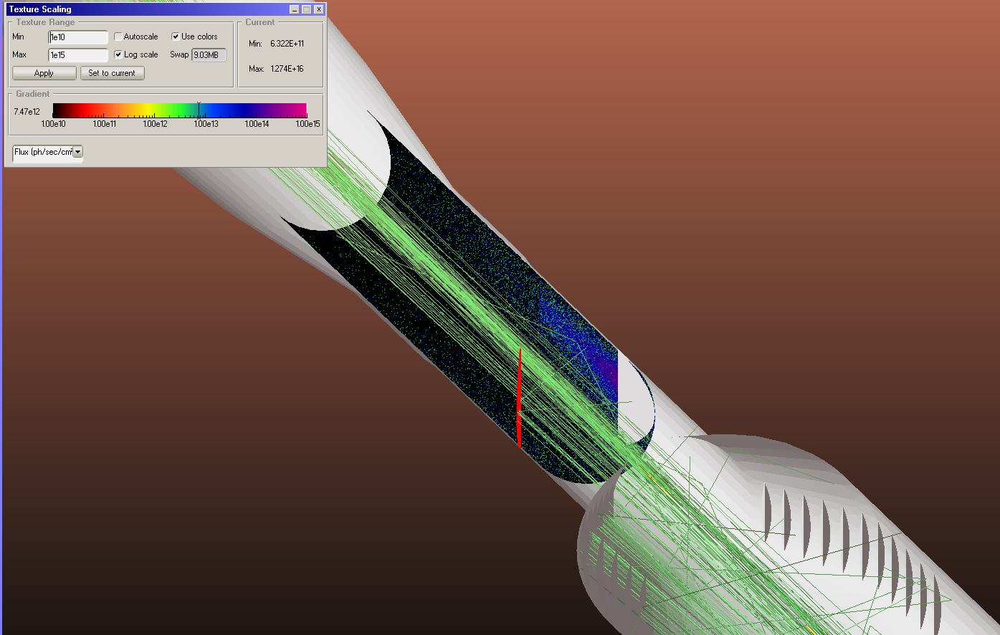 Texture Scaling
Texture Range
Min 1e10 Autoscale Use colors
Max 1e15 Log scale Swap 9.03MB
Apply Set to current
Current
Min: 6.322E+11
Max: 1.274E+16
Gradient
7.47e12
1.00e10 1.00e11 1.00e12 1.00e13 1.00e14 1.00e15
Flux (ph/sec/cm²